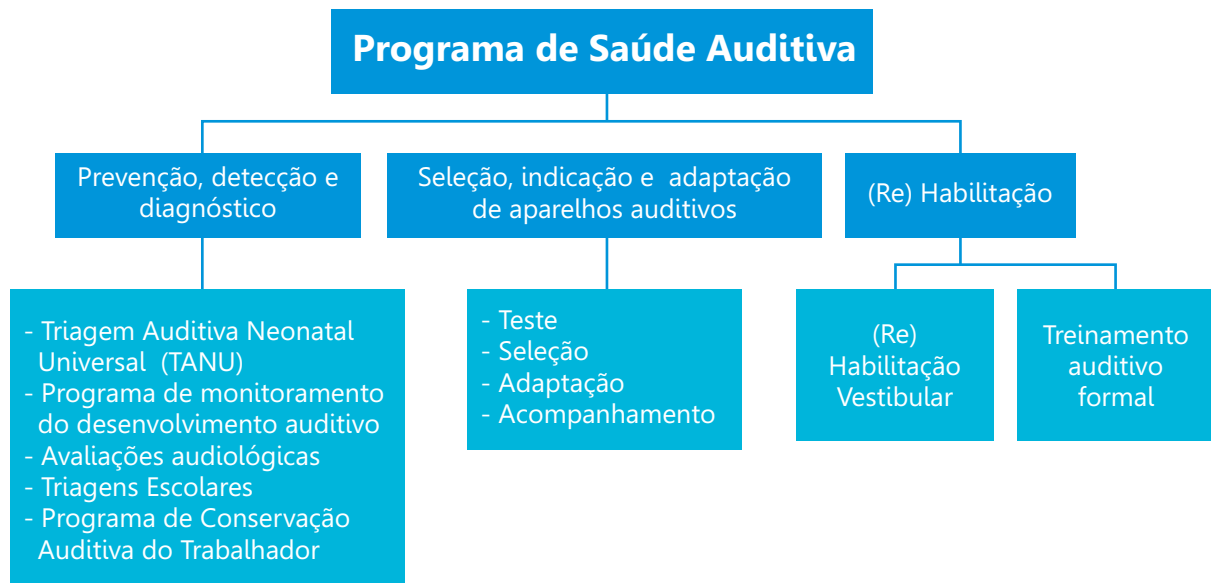 Programa de Saúde Auditiva
Prevenção, detecção e
diagnóstico
Seleção, indicação e adaptação
de aparelhos auditivos
(Re) Habilitação
- Triagem Auditiva Neonatal
Universal (TANU)
- Programa de monitoramento
do desenvolvimento auditivo
- Avaliações audiológicas
- Triagens Escolares
- Programa de Conservação
Auditiva do Trabalhador
- Teste
- Seleção
- Adaptação
- Acompanhamento
(Re)
Habilitação
Vestibular
Treinamento
auditivo
formal